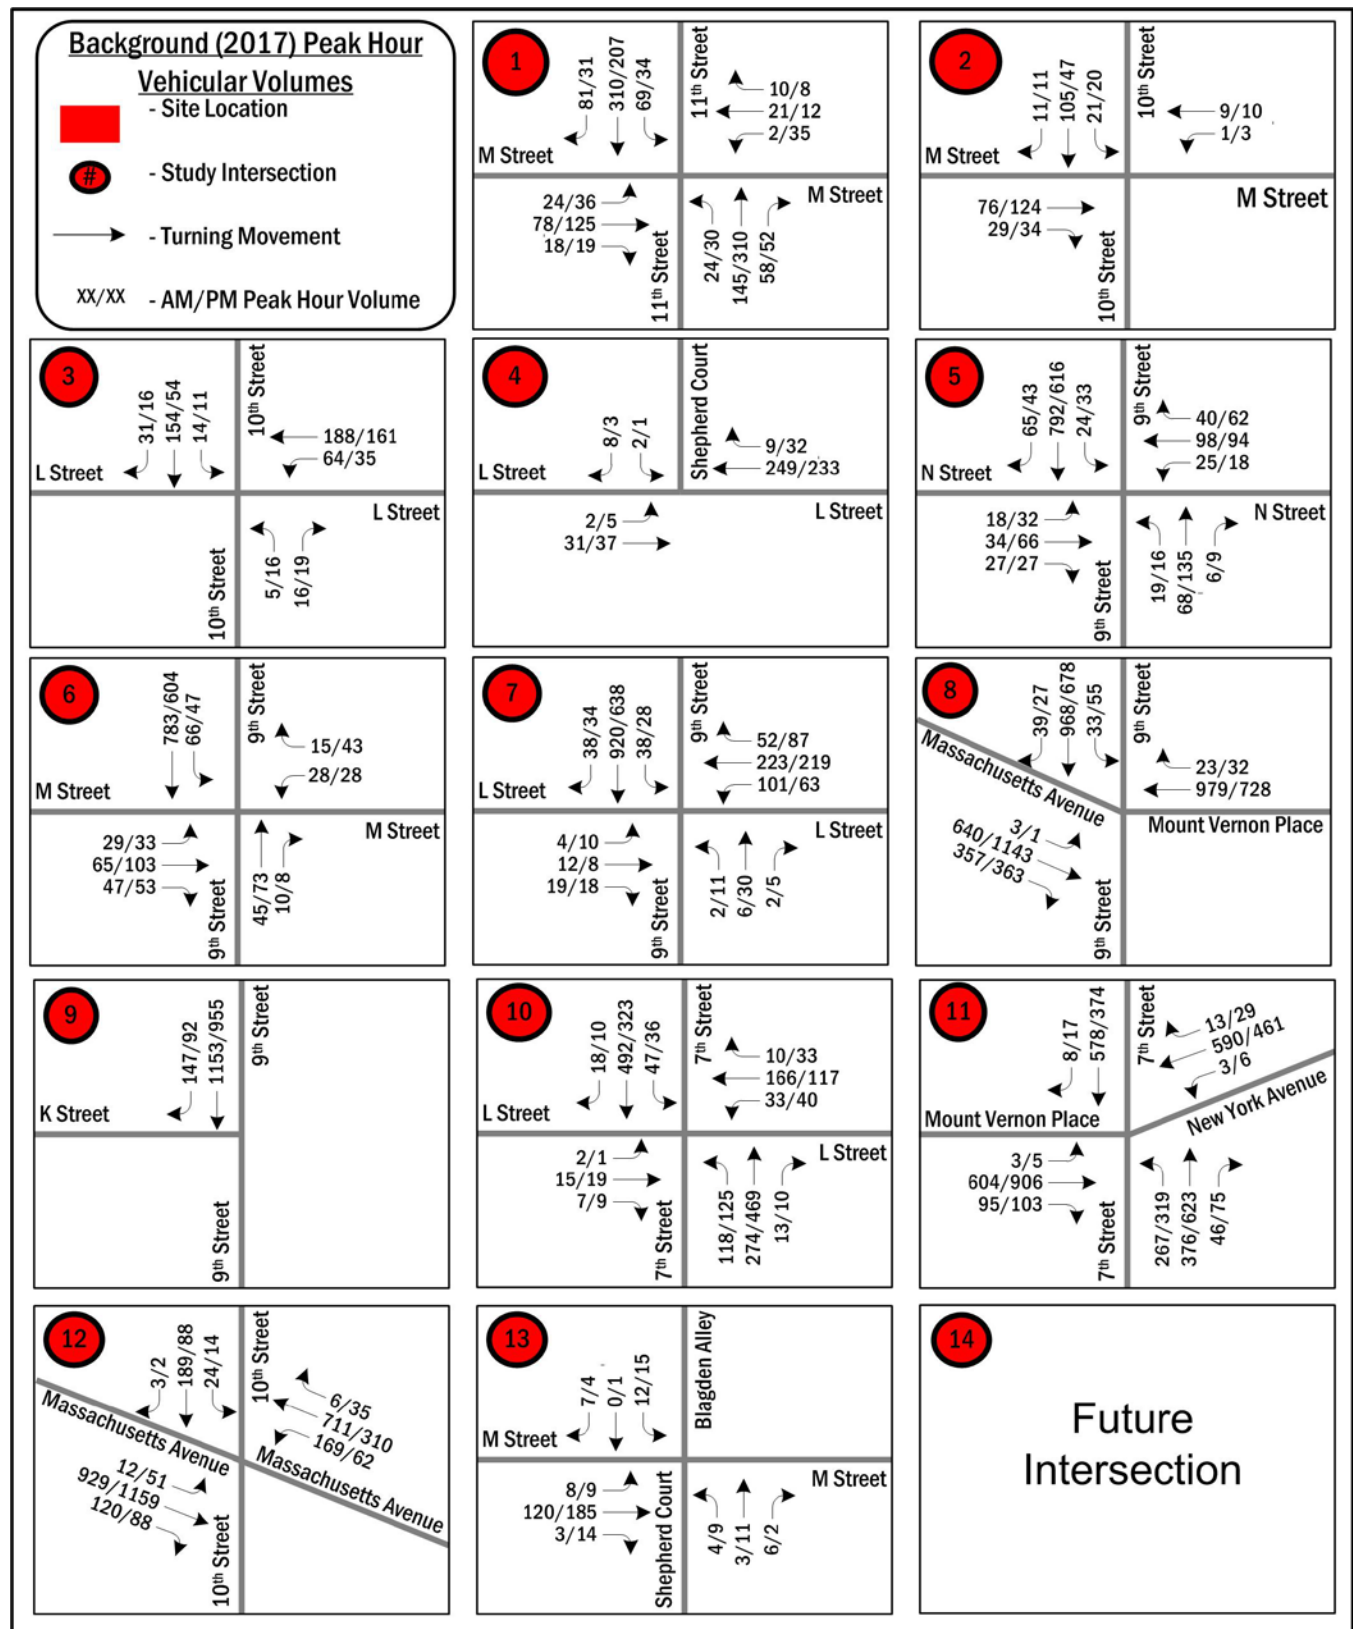 Background (2017) Peak Hour
Vehicular Volumes
- Site Location
# - Study Intersection
- Turning Movement
XX/XX - AM/PM Peak Hour Volume
1
81/31
310/207
69/34
11th Street
10/8
21/12
2/35
M Street
24/36
78/125
18/19
11th Street
24/30
145/310
58/52
M Street
2
11/11
105/47
21/20
10th Street
9/10
1/3
M Street
76/124
29/34
10th Street
M Street
3
31/16
154/54
14/11
10th Street
188/161
64/35
L Street
10th Street
5/16
16/19
L Street
4
8/3
2/1
Shepherd Court
9/32
249/233
L Street
2/5
31/37
L Street
5
65/43
792/616
24/33
9th Street
40/62
98/94
25/18
N Street
18/32
34/66
27/27
9th Street
19/16
68/135
6/9
N Street
6
783/604
66/47
9th Street
15/43
28/28
M Street
29/33
65/103
47/53
9th Street
45/73
10/8
M Street
7
38/34
920/638
38/28
9th Street
52/87
223/219
101/63
L Street
4/10
12/8
19/18
9th Street
2/11
6/30
2/5
L Street
8
39/27
968/678
33/55
9th Street
23/32
979/728
Massachusetts Avenue
Mount Vernon Place
3/1
640/1143
357/363
9th Street
9
147/92
1153/955
9th Street
K Street
9th Street
10
18/10
492/323
47/36
7th Street
10/33
166/117
33/40
L Street
2/1
15/19
7/9
7th Street
118/125
274/469
13/10
L Street
11
8/17
578/374
7th Street
13/29
590/461
3/6
Mount Vernon Place
New York Avenue
3/5
604/906
95/103
7th Street
267/319
376/623
46/75
12
3/2
189/88
24/14
10th Street
6/35
711/310
169/62
Massachusetts Avenue
Massachusetts Avenue
12/51
929/1159
120/88
10th Street
13
7/4
0/1
12/15
Blagden Alley
M Street
8/9
120/185
3/14
Shepherd Court
4/9
3/11
6/2
M Street
14
Future
Intersection